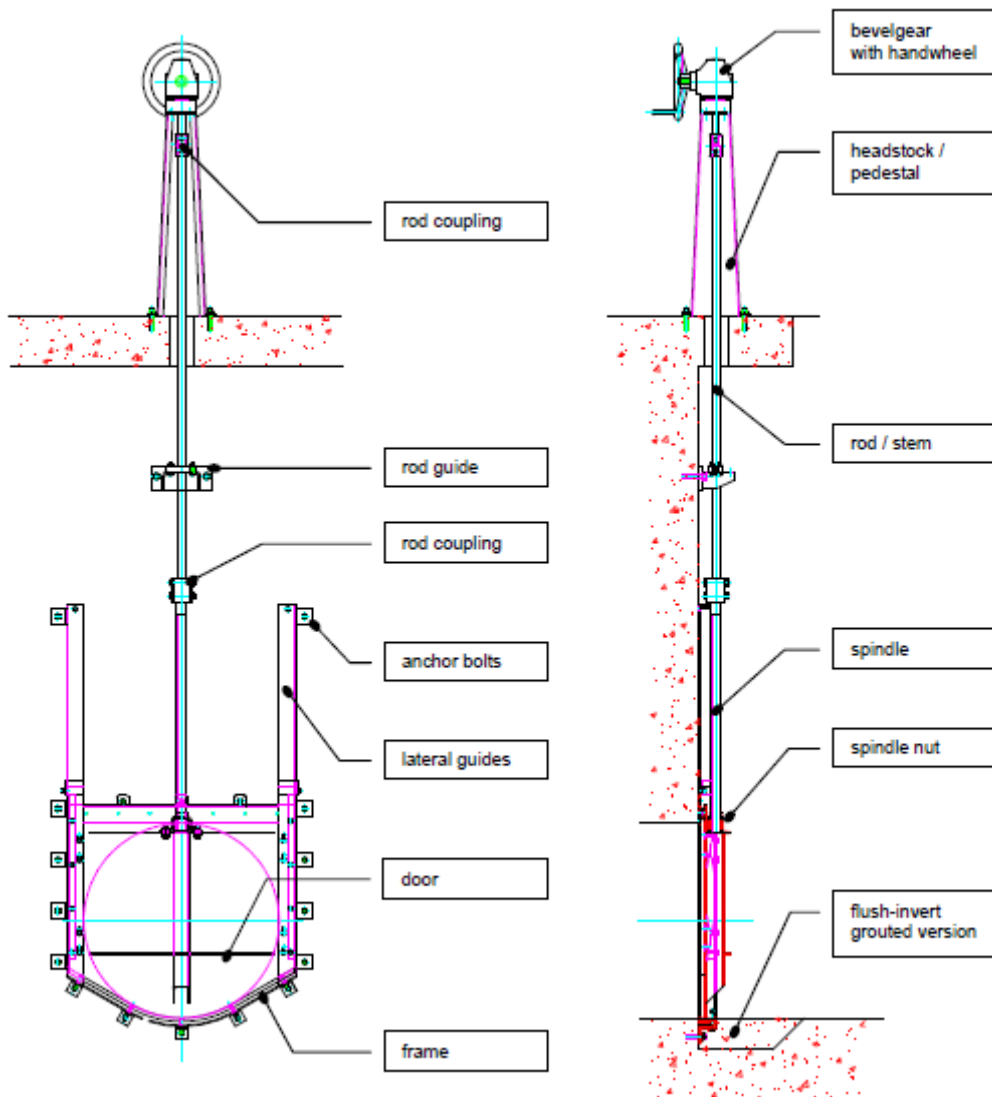 bevelgear
with handwheel
headstock /
pedestal
rod coupling
rod / stem
rod guide
rod coupling
anchor bolts
spindle
lateral guides
spindle nut
door
flush-invert
grouted version
frame